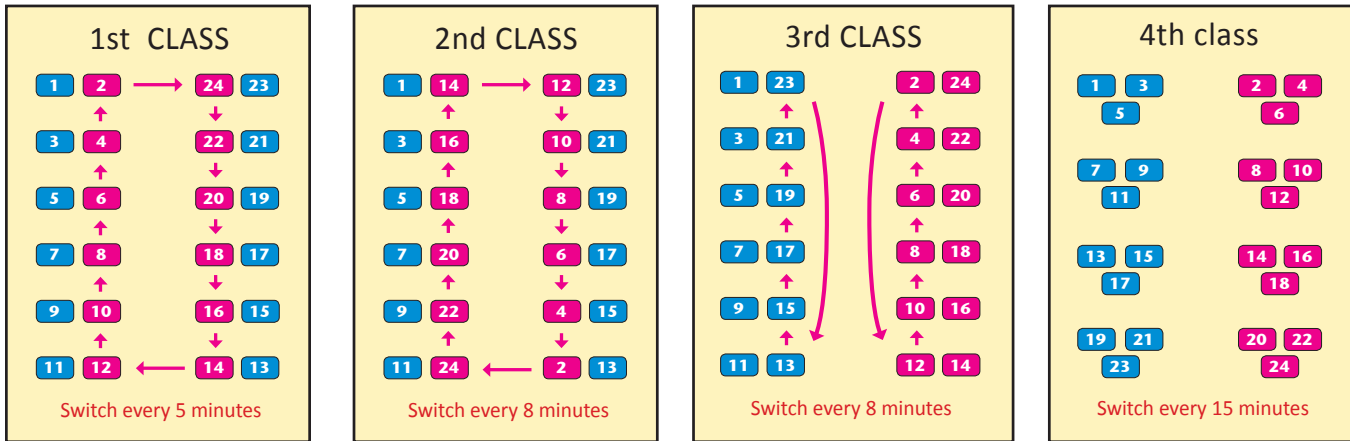 1st CLASS
1 2 24 23
3 4 22 21
5 6 20 19
7 8 18 17
9 10 16 15
11 12 14 13
Switch every 5 minutes
2nd CLASS
1 14 12 23
3 16 10 21
5 18 8 19
7 20 6 17
9 22 4 15
11 24 2 13
Switch every 8 minutes
3rd CLASS
1 23 2 24
3 21 4 22
5 19 6 20
7 17 8 18
9 15 10 16
11 13 12 14
Switch every 8 minutes
4th class
1 3 2 4
5 6
7 9 8 10
11 12
13 15 14 16
17 18
19 21 20 22
23 24
Switch every 15 minutes